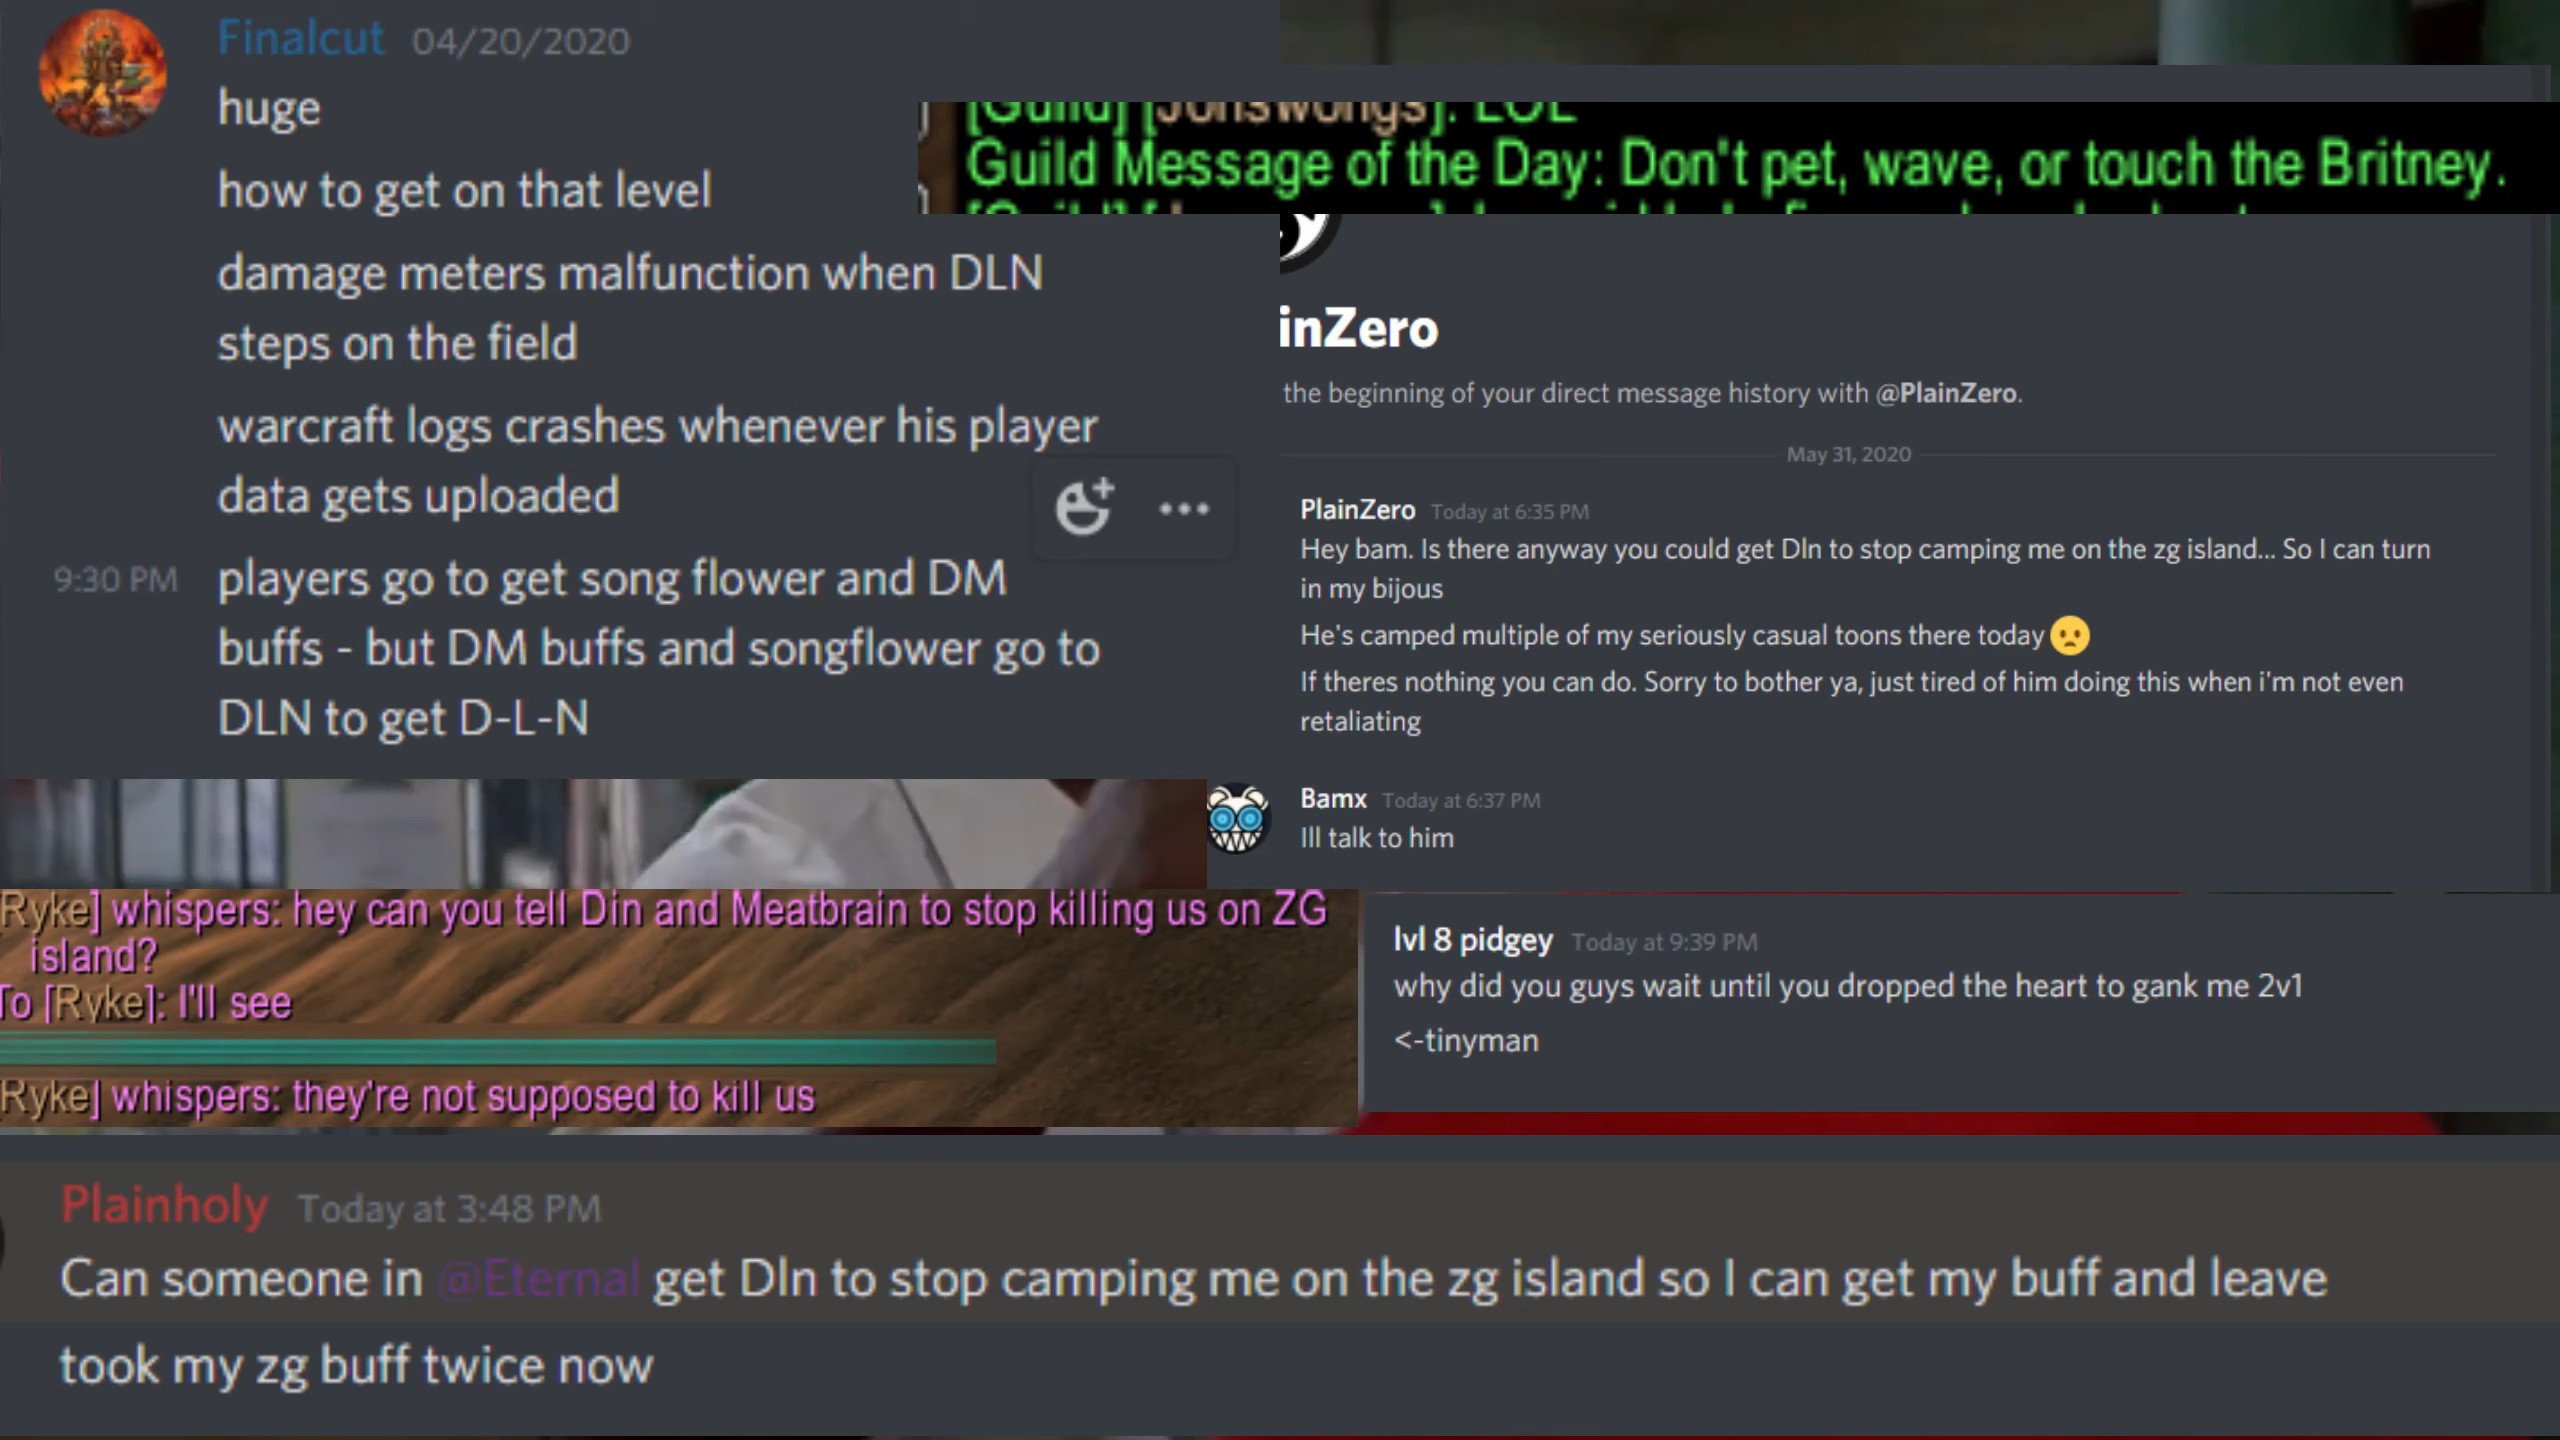 Finalcut 04/20/2020
huge
how to get on that level
damage meters malfunction when DLN
steps on the field
warcraft logs crashes whenever his player
data gets uploaded
9:30 PM players go to get song flower and DM
buffs - but DM buffs and songflower go to
DLN to get D-L-N
[Guild] [Jonswongs]: LOL
Guild Message of the Day: Don't pet, wave, or touch the Britney.
inZero
the beginning of your direct message history with @PlainZero.
May 31, 2020
PlainZero Today at 6:35 PM
Hey bam. Is there anyway you could get Dln to stop camping me on the zg island... So I can turn
in my bijous
He's camped multiple of my seriously casual toons there today
If theres nothing you can do. Sorry to bother ya, just tired of him doing this when i'm not even
retaliating
Bamx Today at 6:37 PM
Ill talk to him
Ryke] whispers: hey can you tell Din and Meatbrain to stop killing us on ZG
island?
To [Ryke]: I'll see
Ryke] whispers: they're not supposed to kill us
lvl 8 pidgey Today at 9:39 PM
why did you guys wait until you dropped the heart to gank me 2v1
<-tinyman
Plainholy Today at 3:48 PM
Can someone in @Eternal get Dln to stop camping me on the zg island so I can get my buff and leave
took my zg buff twice now